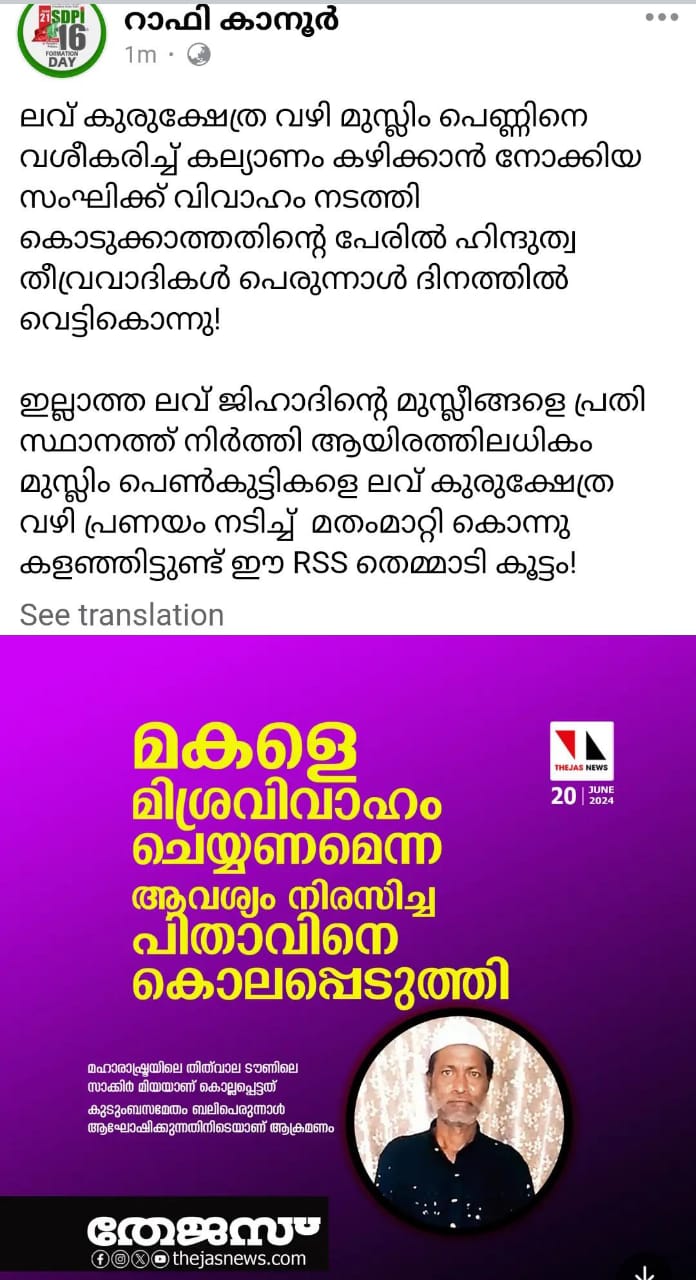 21 SDPI
16
FORMATION
DAY
റാഫി കാനൂർ
1m ·
ലവ് കുരുക്ഷേത്ര വഴി മുസ്ലിം പെണ്ണിനെ
വശീകരിച്ച് കല്യാണം കഴിക്കാൻ നോക്കിയ
സംഘിക്ക് വിവാഹം നടത്തി
കൊടുക്കാത്തതിന്റെ പേരിൽ ഹിന്ദുത്വ
തീവ്രവാദികൾ പെരുന്നാൾ ദിനത്തിൽ
വെട്ടികൊന്നു!
ഇല്ലാത്ത ലവ് ജിഹാദിന്റെ മുസ്ലീങ്ങളെ പ്രതി
സ്ഥാനത്ത് നിർത്തി ആയിരത്തിലധികം
മുസ്ലിം പെൺകുട്ടികളെ ലവ് കുരുക്ഷേത്ര
വഴി പ്രണയം നടിച്ച് മതംമാറ്റി കൊന്നു
കളഞ്ഞിട്ടുണ്ട് ഈ RSS തെമ്മാടി കൂട്ടം!
See translation
മകളെ
മിശ്രവിവാഹം
ചെയ്യണമെന്ന
ആവശ്യം നിരസിച്ച
പിതാവിനെ
കൊലപ്പെടുത്തി
THEJAS NEWS
20 | JUNE
2024
മഹാരാഷ്ട്രയിലെ തിത്‌വാല ടൗണിലെ
സാക്കിർ മിയയാണ് കൊല്ലപ്പെട്ടത്
കുടുംബസമേതം ബലിപെരുന്നാൾ
ആഘോഷിക്കുന്നതിനിടെയാണ് ആക്രമണം
തേജസ്
thejasnews.com